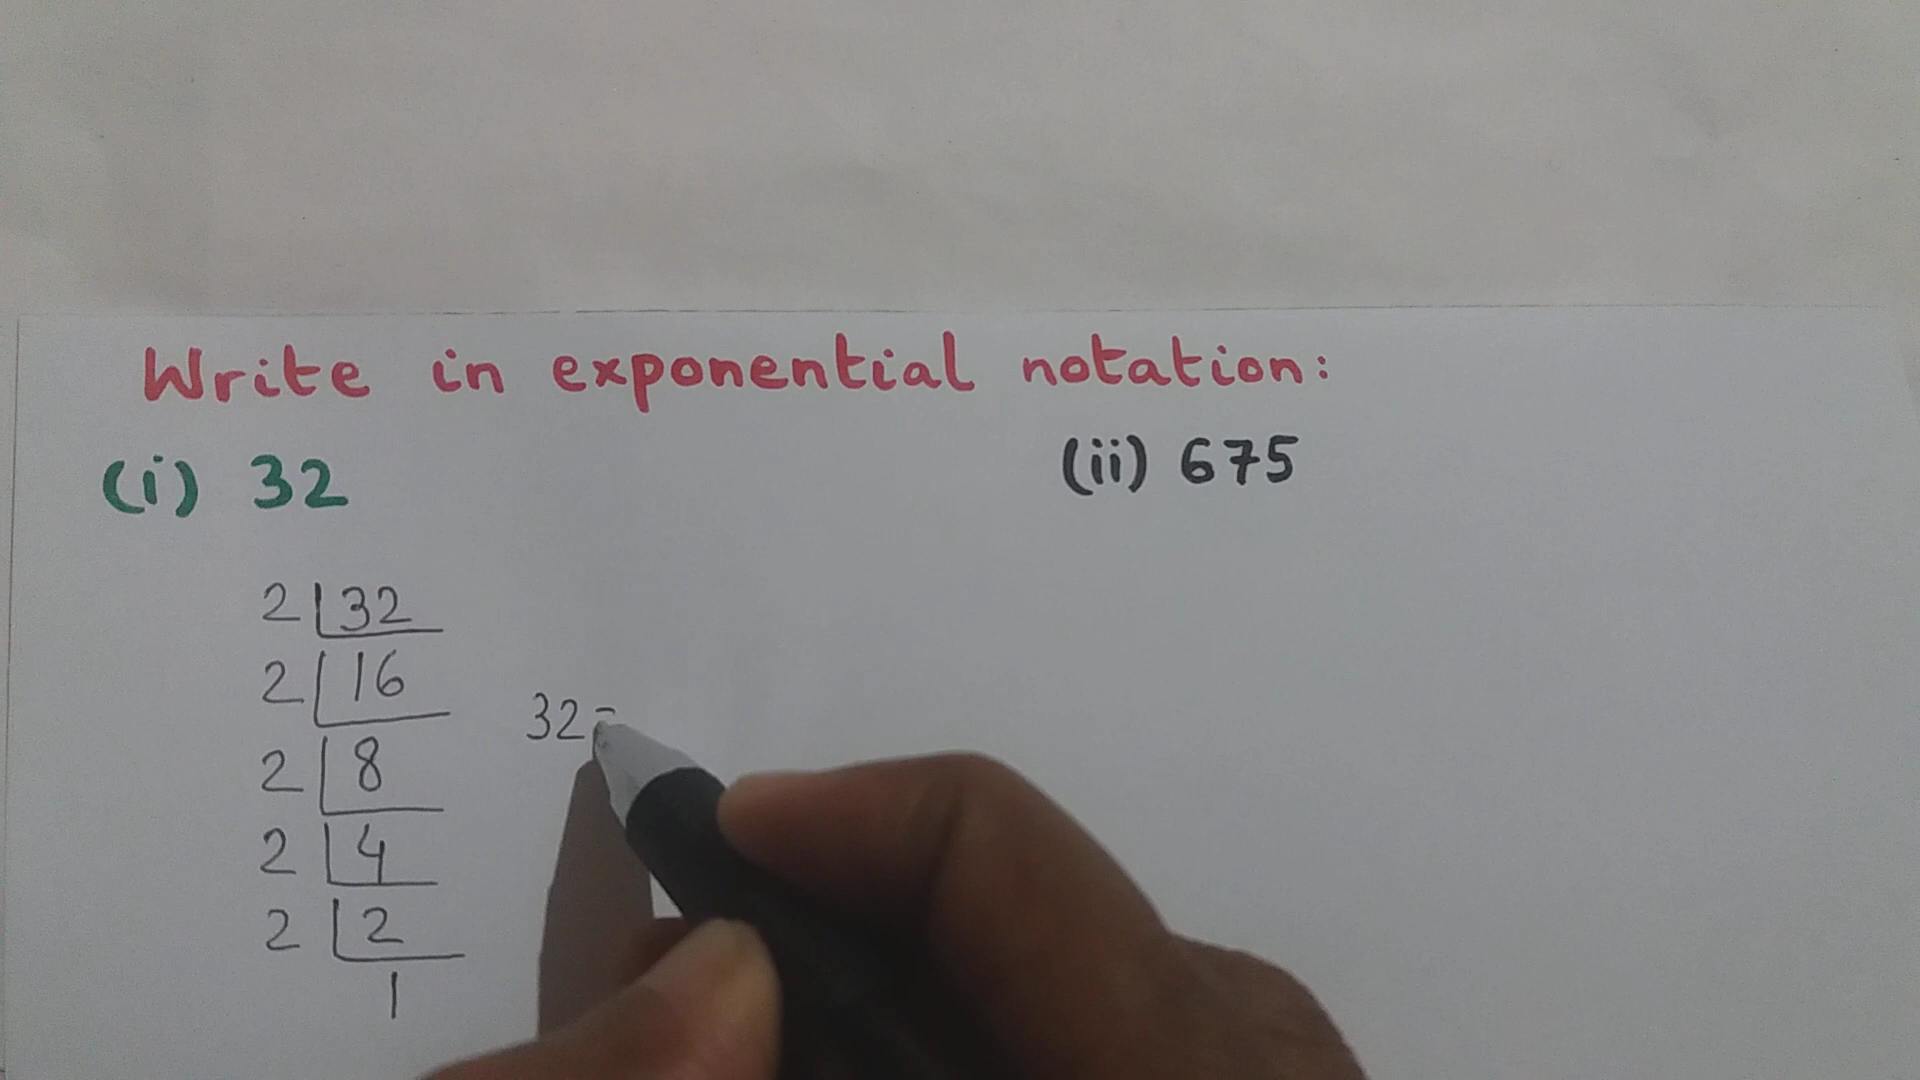 Write in exponential notation:
(i) 32
(ii) 675
2 32
2 16
2 8
2 4
2 2
1
32=